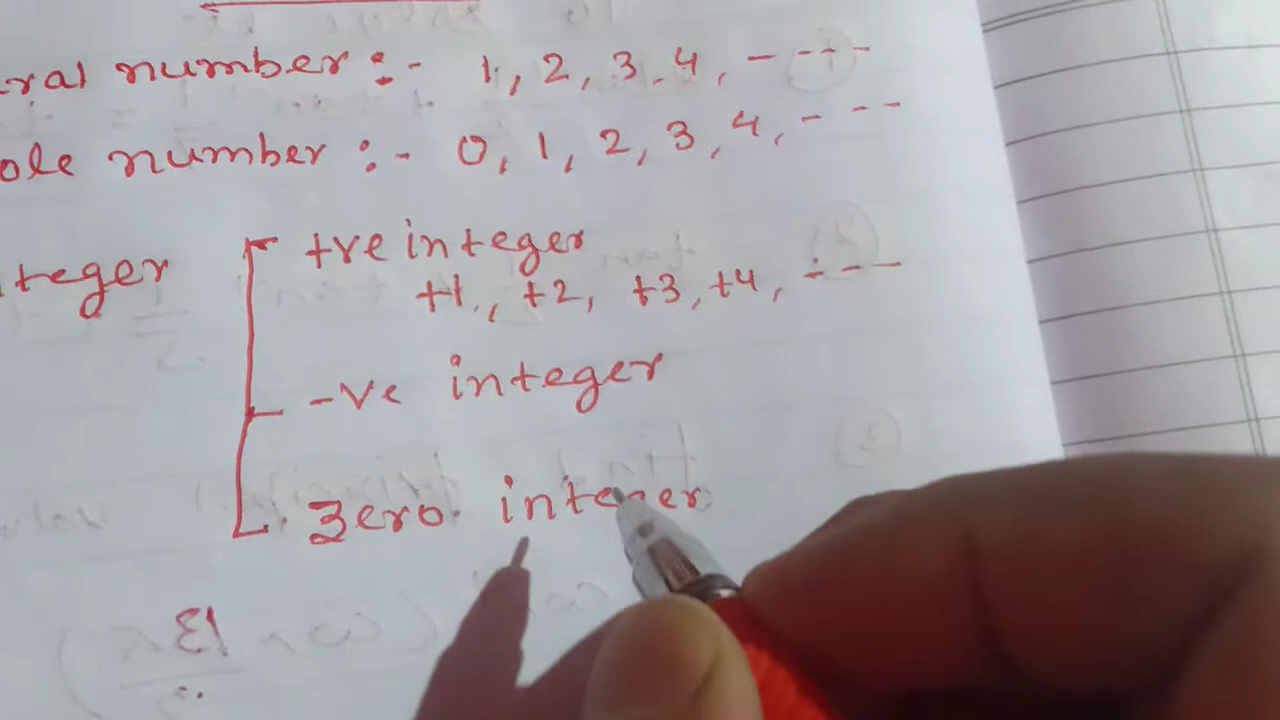 ral number :- 1, 2, 3, 4, - - - -
ole number :- 0, 1, 2, 3, 4, - - -
teger
+ve integer
+1, +2, +3, +4, - - -
-ve integer
Zero integer